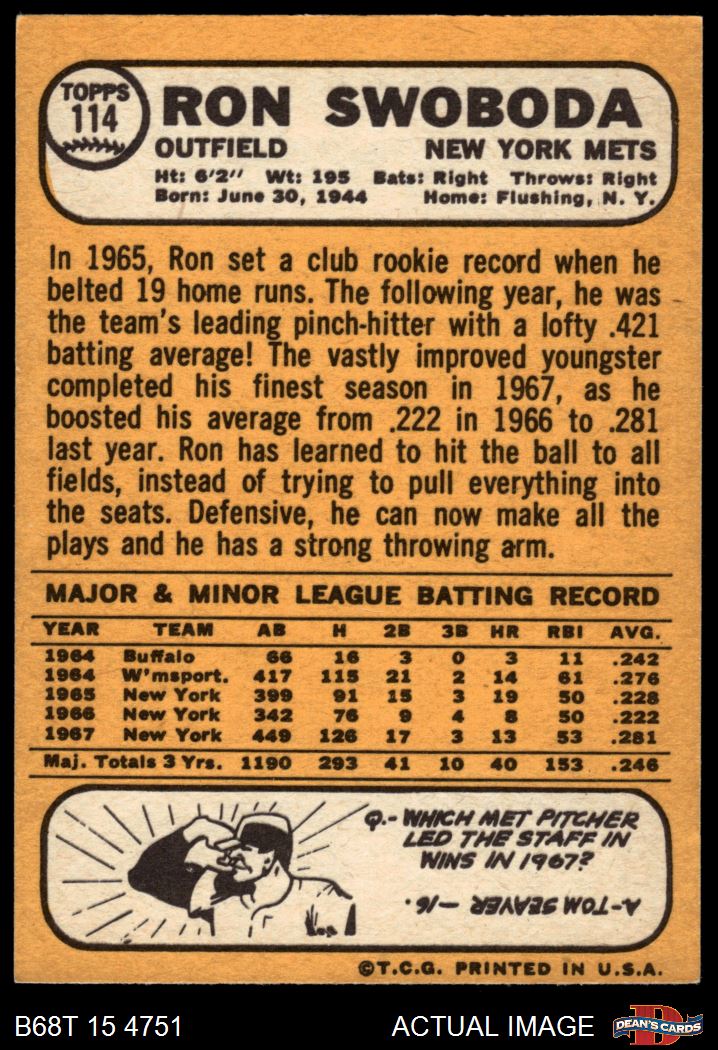 TOPPS
114
RON SWOBODA
OUTFIELD NEW YORK METS
Ht: 6'2" Wt: 195 Bats: Right Throws: Right
Born: June 30, 1944 Home: Flushing, N. Y.
In 1965, Ron set a club rookie record when he
belted 19 home runs. The following year, he was
the team's leading pinch-hitter with a lofty .421
batting average! The vastly improved youngster
completed his finest season in 1967, as he
boosted his average from .222 in 1966 to .281
last year. Ron has learned to hit the ball to all
fields, instead of trying to pull everything into
the seats. Defensive, he can now make all the
plays and he has a strong throwing arm.
MAJOR & MINOR LEAGUE BATTING RECORD
YEAR TEAM AB H 2B 3B HR RBI AVG.
1964 Buffalo 66 16 3 0 3 11 .242
1964 W'msport. 417 115 21 2 14 61 .276
1965 New York 399 91 15 3 19 50 .228
1966 New York 342 76 9 4 8 50 .222
1967 New York 449 126 17 3 13 53 .281
Maj. Totals 3 Yrs. 1190 293 41 10 40 153 .246
Q.- WHICH MET PITCHER
LED THE STAFF IN
WINS IN 1967?
A-TOM SEAVER - 16.
©T.C.G. PRINTED IN U.S.A.
B68T 15 4751 ACTUAL IMAGE DEAN'S CARDS